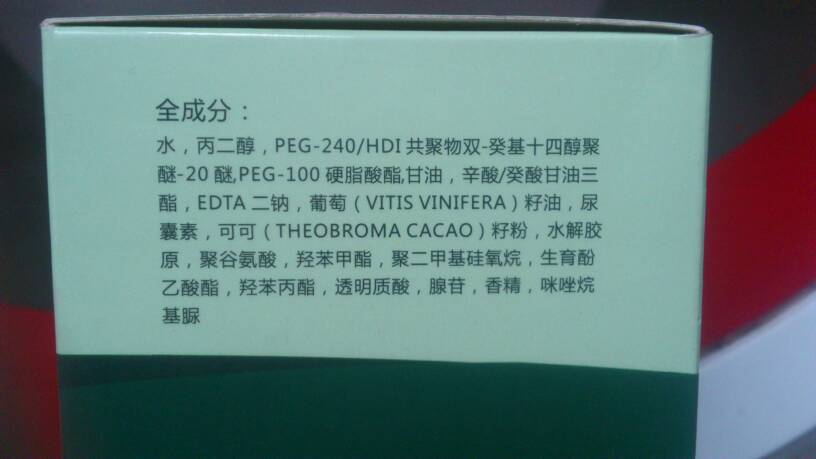 全成分：
水，丙二醇，PEG-240/HDI 共聚物双-癸基十四醇聚
醚-20 醚,PEG-100 硬脂酸酯,甘油，辛酸/癸酸甘油三
酯，EDTA 二钠，葡萄（VITIS VINIFERA）籽油，尿
囊素，可可（THEOBROMA CACAO）籽粉，水解胶
原，聚谷氨酸，羟苯甲酯，聚二甲基硅氧烷，生育酚
乙酸酯，羟苯丙酯，透明质酸，腺苷，香精，咪唑烷
基脲